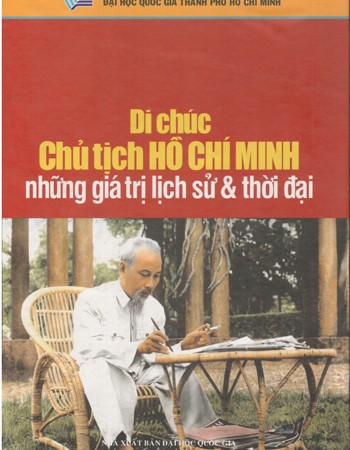 ĐẠI HỌC QUỐC GIA THÀNH PHỐ HỒ CHÍ MINH
Di chúc
Chủ tịch HỒ CHÍ MINH
những giá trị lịch sử & thời đại
NHÀ XUẤT BẢN ĐẠI HỌC QUỐC GIA